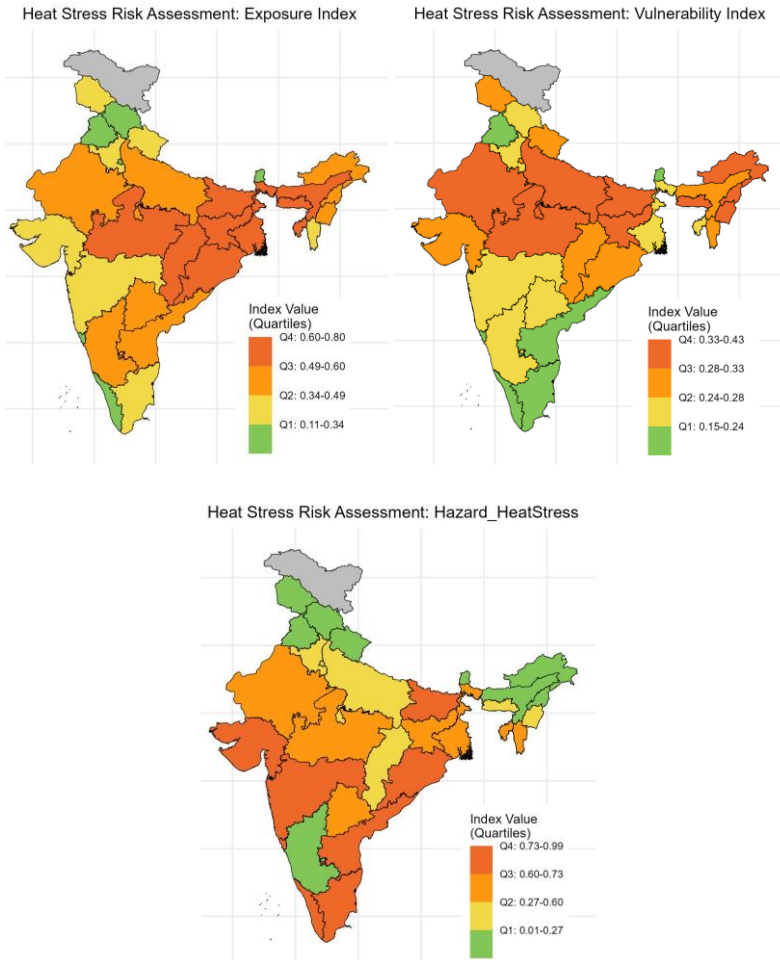 Heat Stress Risk Assessment: Exposure Index
Index Value
(Quartiles)
Q4: 0.60-0.80
Q3: 0.49-0.60
Q2: 0.34-0.49
Q1: 0.11-0.34
Heat Stress Risk Assessment: Vulnerability Index
Index Value
(Quartiles)
Q4: 0.33-0.43
Q3: 0.28-0.33
Q2: 0.24-0.28
Q1: 0.15-0.24
Heat Stress Risk Assessment: Hazard_HeatStress
Index Value
(Quartiles)
Q4: 0.73-0.99
Q3: 0.60-0.73
Q2: 0.27-0.60
Q1: 0.01-0.27